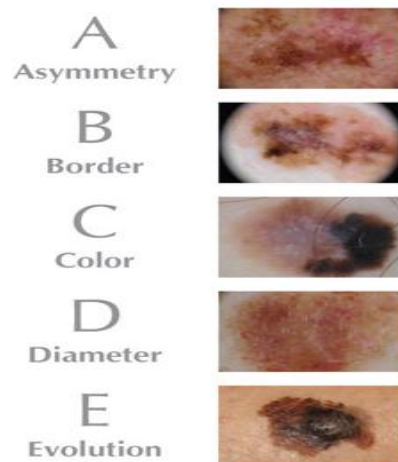 A
Asymmetry
B
Border
C
Color
D
Diameter
E
Evolution